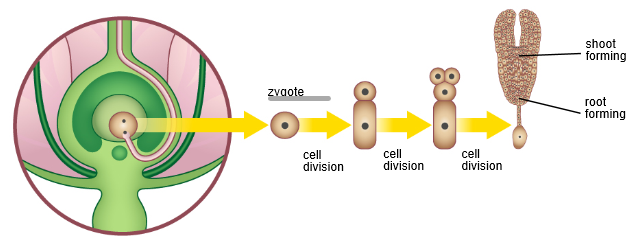 zygote
cell
division
cell
division
cell
division
shoot
forming
root
forming